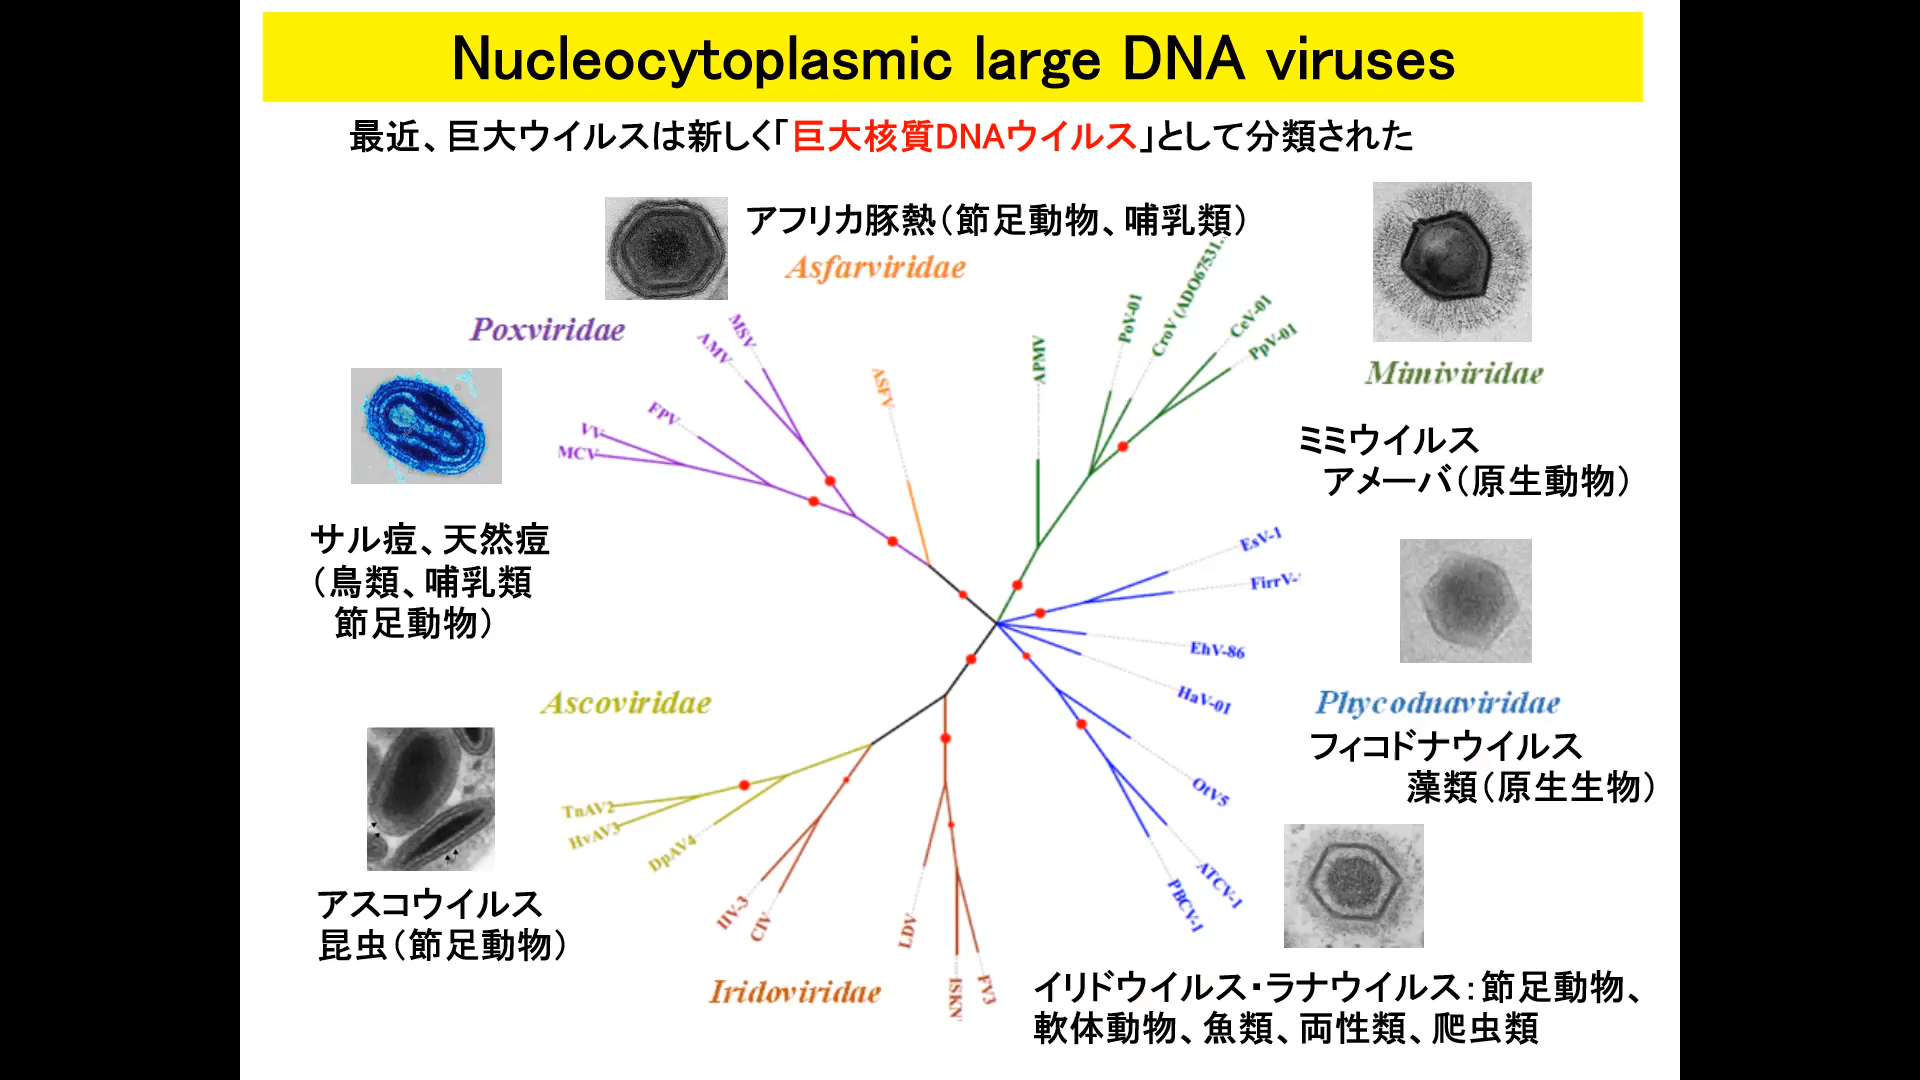 Nucleocytoplasmic large DNA viruses
最近、巨大ウイルスは新しく「巨大核質DNAウイルス」として分類された
アフリカ豚熱（節足動物、哺乳類）
Asfarviridae
Poxviridae
MSV
AMV
FPV
VV
MCV
ASFV
APMV
PoV-01
CroV (ADO67531.
CeV-01
PpV-01
Mimiviridae
ミミウイルス
アメーバ（原生動物）
サル痘、天然痘
（鳥類、哺乳類
節足動物）
EsV-1
FirrV-
EhV-86
HaV-01
Phycodnaviridae
フィコドナウイルス
藻類（原生生物）
OtV5
ATCV-1
PBCV-1
Ascoviridae
TnAV2
HvAV3
DpAV4
アスコウイルス
昆虫（節足動物）
IIV-3
CIV
LDV
ISKN
FV3
Iridoviridae
イリドウイルス・ラナウイルス：節足動物、
軟体動物、魚類、両性類、爬虫類